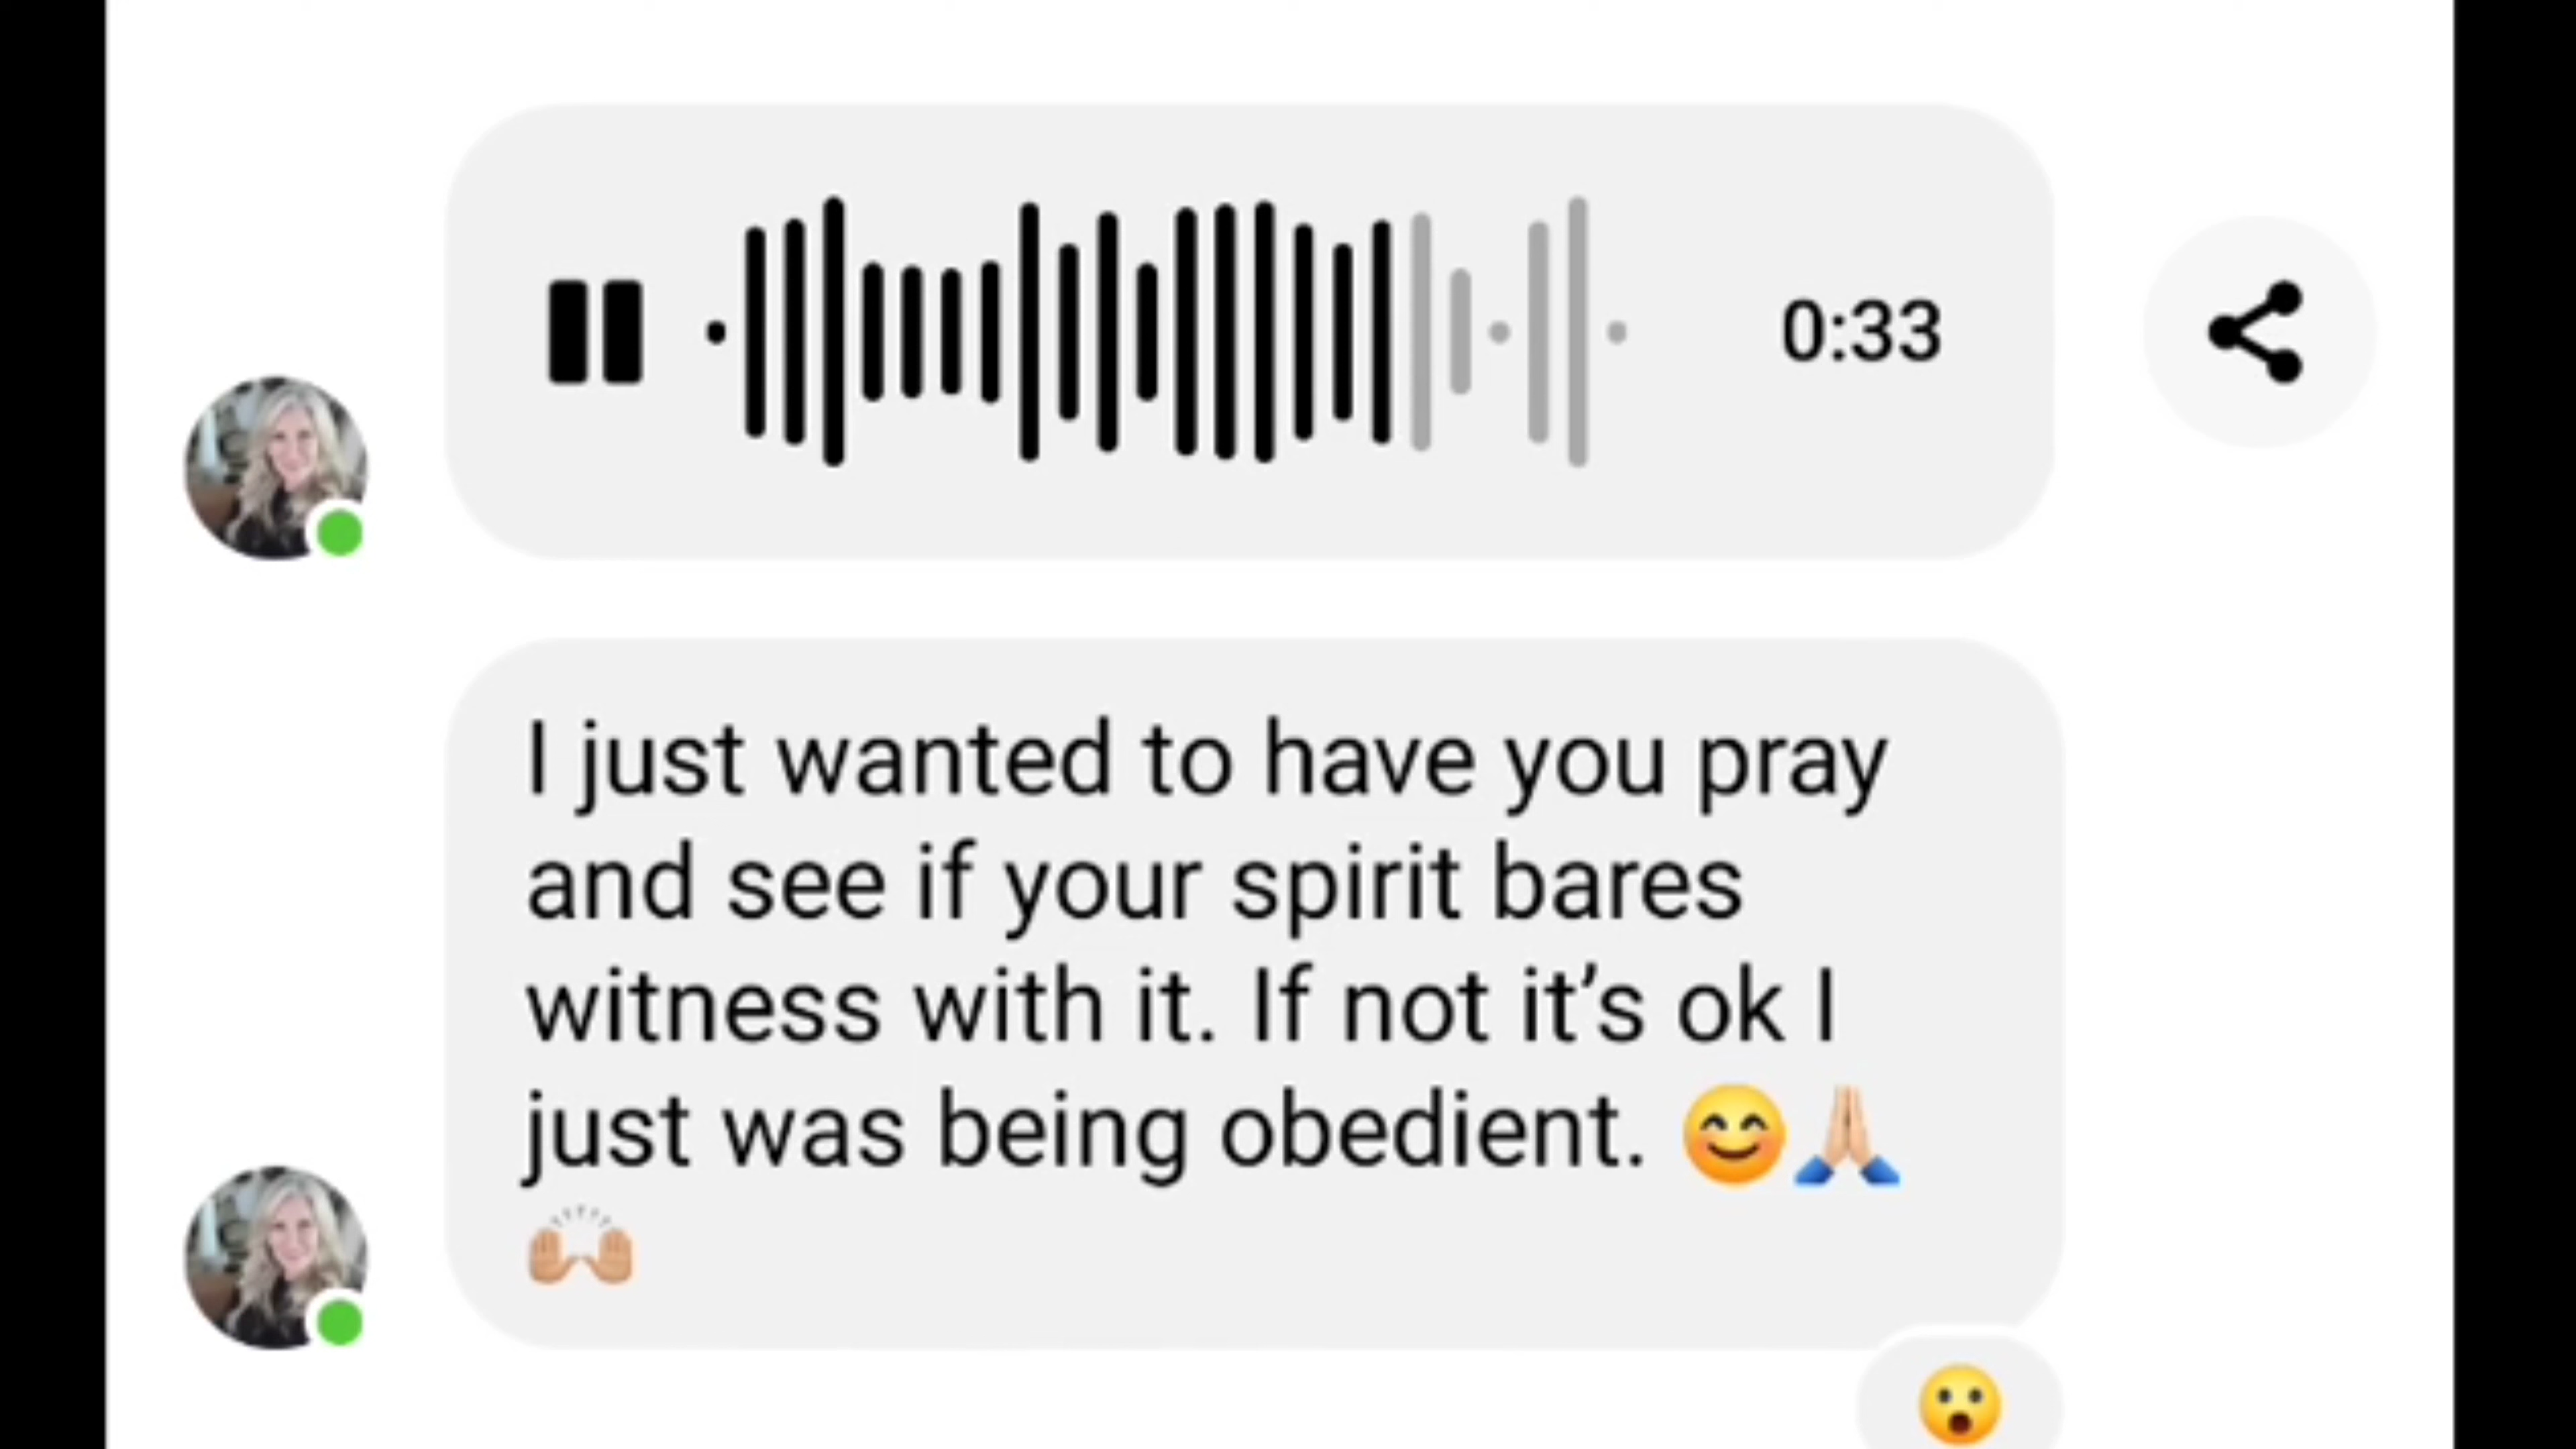 0:33
I just wanted to have you pray
and see if your spirit bares
witness with it. If not it’s ok I
just was being obedient. 😊🙏🏼
🙌🏼